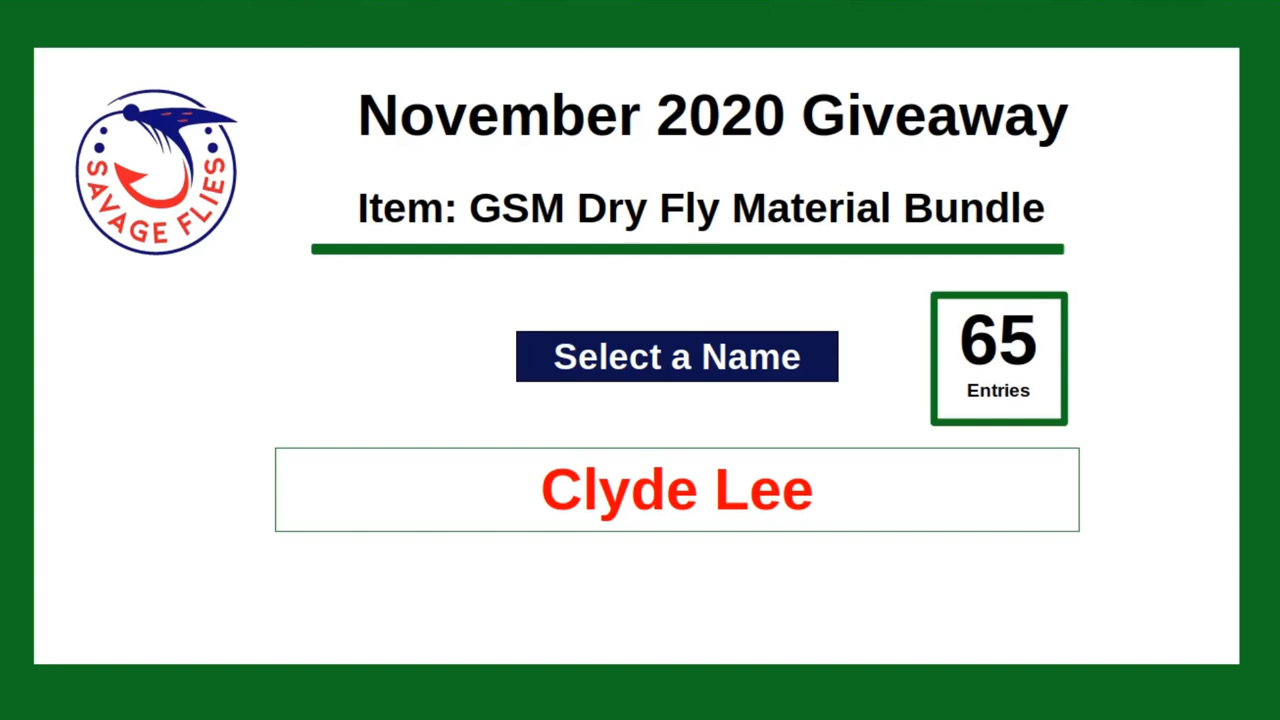 November 2020 Giveaway
SAVAGE FLIES
Item: GSM Dry Fly Material Bundle
Select a Name
65
Entries
Clyde Lee